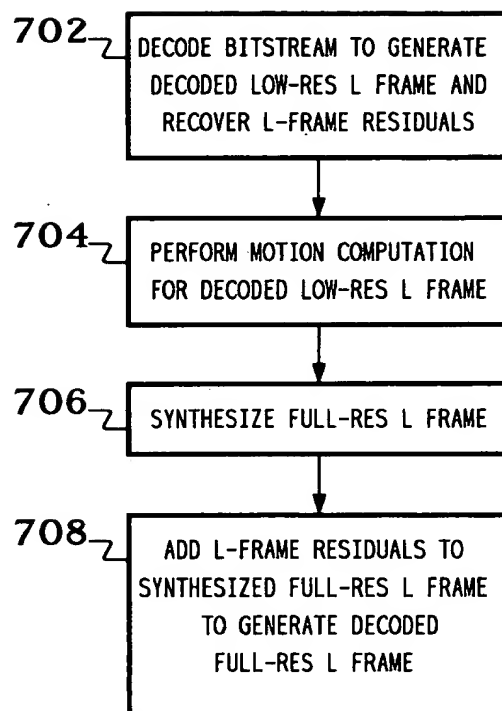 702
DECODE BITSTREAM TO GENERATE
DECODED LOW-RES L FRAME AND
RECOVER L-FRAME RESIDUALS
704
PERFORM MOTION COMPUTATION
FOR DECODED LOW-RES L FRAME
706
SYNTHESIZE FULL-RES L FRAME
708
ADD L-FRAME RESIDUALS TO
SYNTHESIZED FULL-RES L FRAME
TO GENERATE DECODED
FULL-RES L FRAME